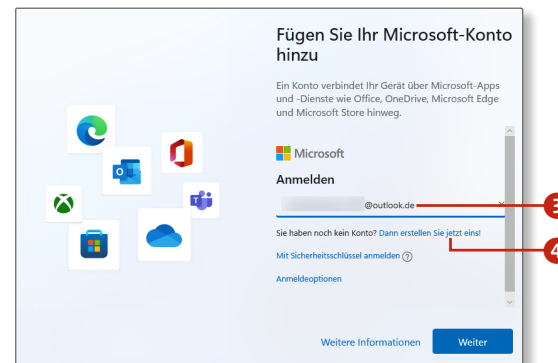 Fügen Sie Ihr Microsoft-Konto
hinzu
Ein Konto verbindet Ihr Gerät über Microsoft-Apps
und -Dienste wie Office, OneDrive, Microsoft Edge
und Microsoft Store hinweg.
Microsoft
Anmelden
@outlook.de
3
Sie haben noch kein Konto? Dann erstellen Sie jetzt eins!
4
Mit Sicherheitsschlüssel anmelden ?
Anmeldeoptionen
Weitere Informationen Weiter